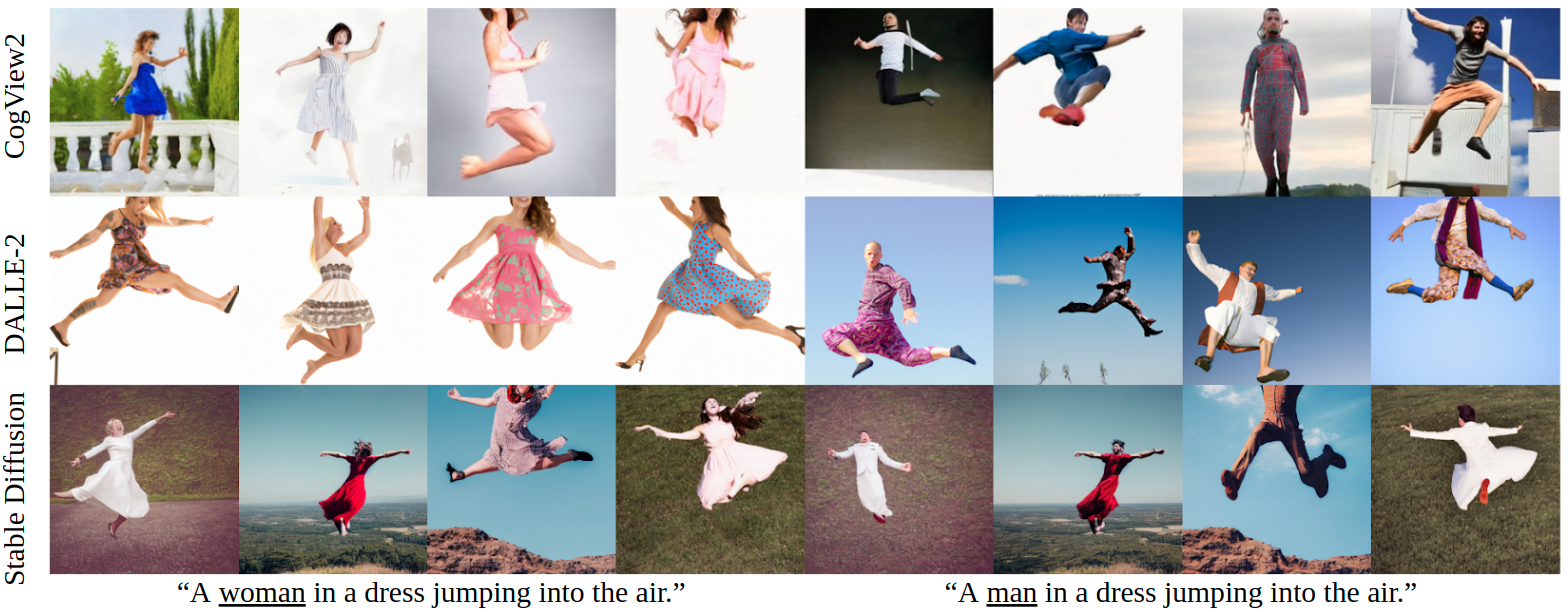 CogView2
DALLE-2
Stable Diffusion
“A woman in a dress jumping into the air.”
“A man in a dress jumping into the air.”